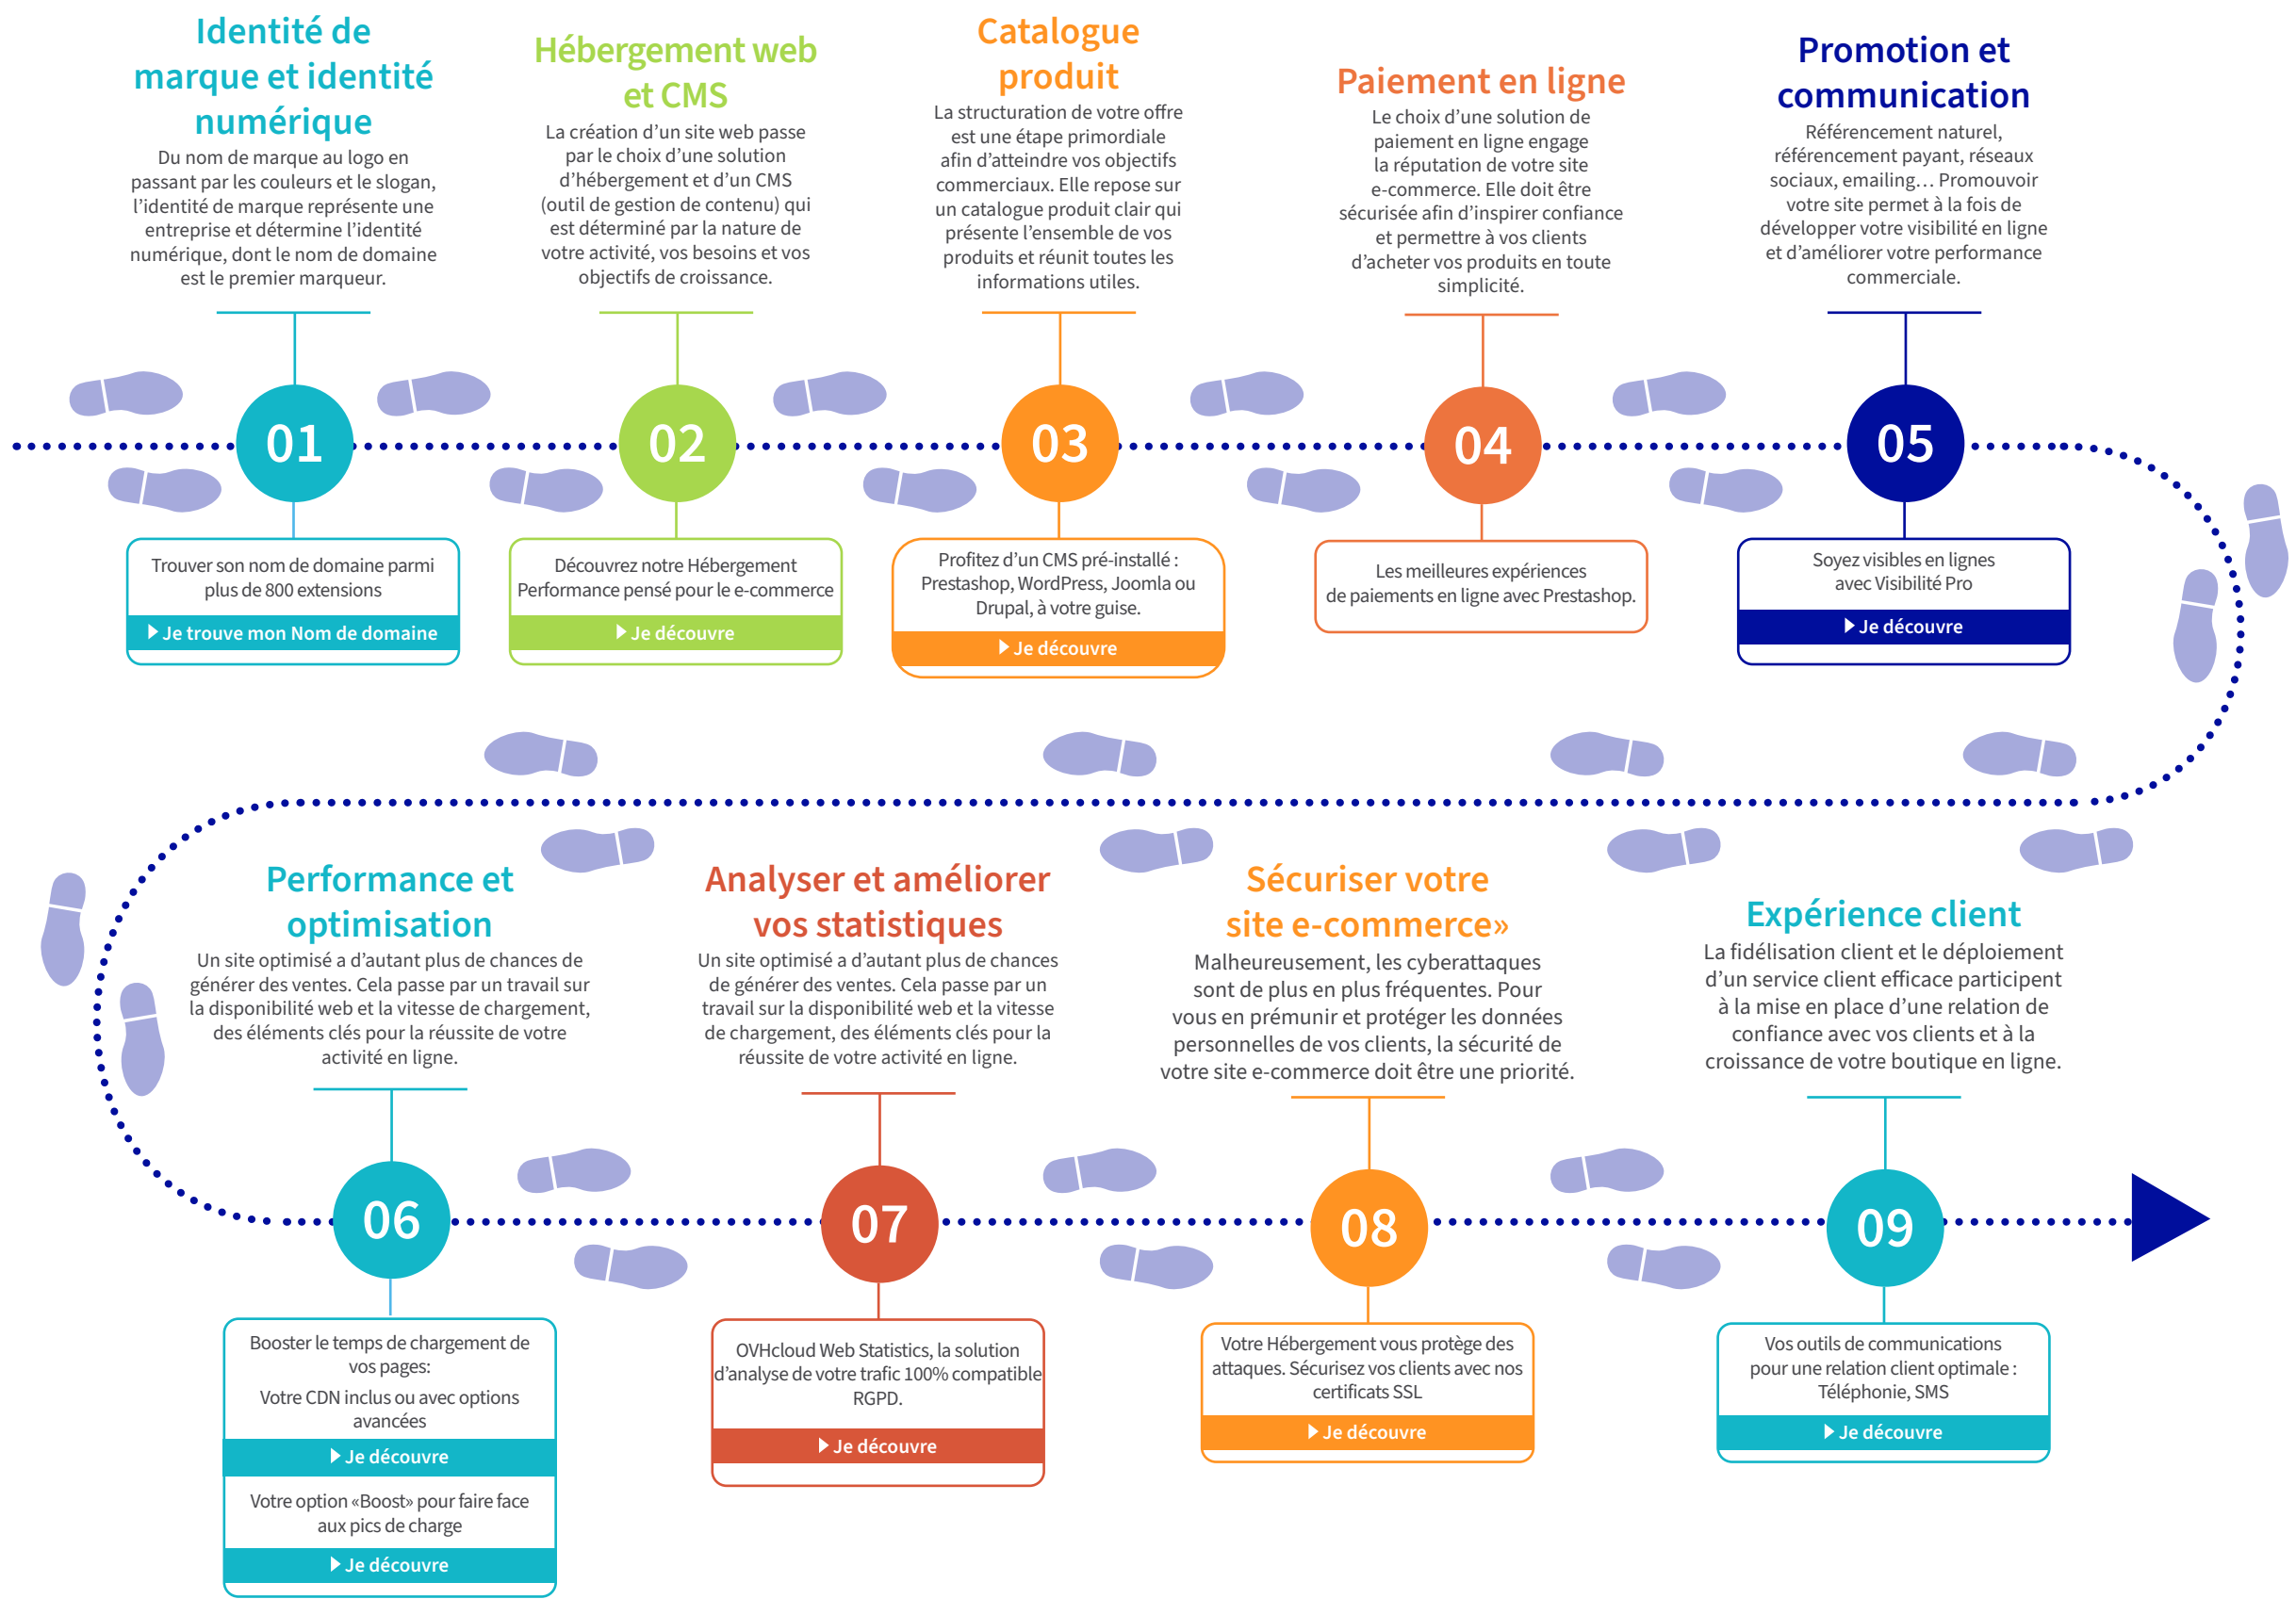 Identité de
marque et identité
numérique
Du nom de marque au logo en
passant par les couleurs et le slogan,
l’identité de marque représente une
entreprise et détermine l’identité
numérique, dont le nom de domaine
est le premier marqueur.
01
Trouver son nom de domaine parmi
plus de 800 extensions
Je trouve mon Nom de domaine
Hébergement web
et CMS
La création d’un site web passe
par le choix d’une solution
d’hébergement et d’un CMS
(outil de gestion de contenu) qui
est déterminé par la nature de
votre activité, vos besoins et vos
objectifs de croissance.
02
Découvrez notre Hébergement
Performance pensé pour le e-commerce
Je découvre
Catalogue
produit
La structuration de votre offre
est une étape primordiale
afin d’atteindre vos objectifs
commerciaux. Elle repose sur
un catalogue produit clair qui
présente l’ensemble de vos
produits et réunit toutes les
informations utiles.
03
Profitez d’un CMS pré-installé :
Prestashop, WordPress, Joomla ou
Drupal, à votre guise.
Je découvre
Paiement en ligne
Le choix d’une solution de
paiement en ligne engage
la réputation de votre site
e-commerce. Elle doit être
sécurisée afin d’inspirer confiance
et permettre à vos clients
d’acheter vos produits en toute
simplicité.
04
Les meilleures expériences
de paiements en ligne avec Prestashop.
Promotion et
communication
Référencement naturel,
référencement payant, réseaux
sociaux, emailing… Promouvoir
votre site permet à la fois de
développer votre visibilité en ligne
et d’améliorer votre performance
commerciale.
05
Soyez visibles en lignes
avec Visibilité Pro
Je découvre
Performance et
optimisation
Un site optimisé a d’autant plus de chances de
générer des ventes. Cela passe par un travail sur
la disponibilité web et la vitesse de chargement,
des éléments clés pour la réussite de votre
activité en ligne.
06
Booster le temps de chargement de
vos pages:
Votre CDN inclus ou avec options
avancées
Je découvre
Votre option «Boost» pour faire face
aux pics de charge
Je découvre
Analyser et améliorer
vos statistiques
Un site optimisé a d’autant plus de chances
de générer des ventes. Cela passe par un
travail sur la disponibilité web et la vitesse
de chargement, des éléments clés pour la
réussite de votre activité en ligne.
07
OVHcloud Web Statistics, la solution
d’analyse de votre trafic 100% compatible
RGPD.
Je découvre
Sécuriser votre
site e-commerce»
Malheureusement, les cyberattaques
sont de plus en plus fréquentes. Pour
vous en prémunir et protéger les données
personnelles de vos clients, la sécurité de
votre site e-commerce doit être une priorité.
08
Votre Hébergement vous protège des
attaques. Sécurisez vos clients avec nos
certificats SSL
Je découvre
Expérience client
La fidélisation client et le déploiement
d’un service client efficace participent
à la mise en place d’une relation de
confiance avec vos clients et à la
croissance de votre boutique en ligne.
09
Vos outils de communications
pour une relation client optimale :
Téléphonie, SMS
Je découvre